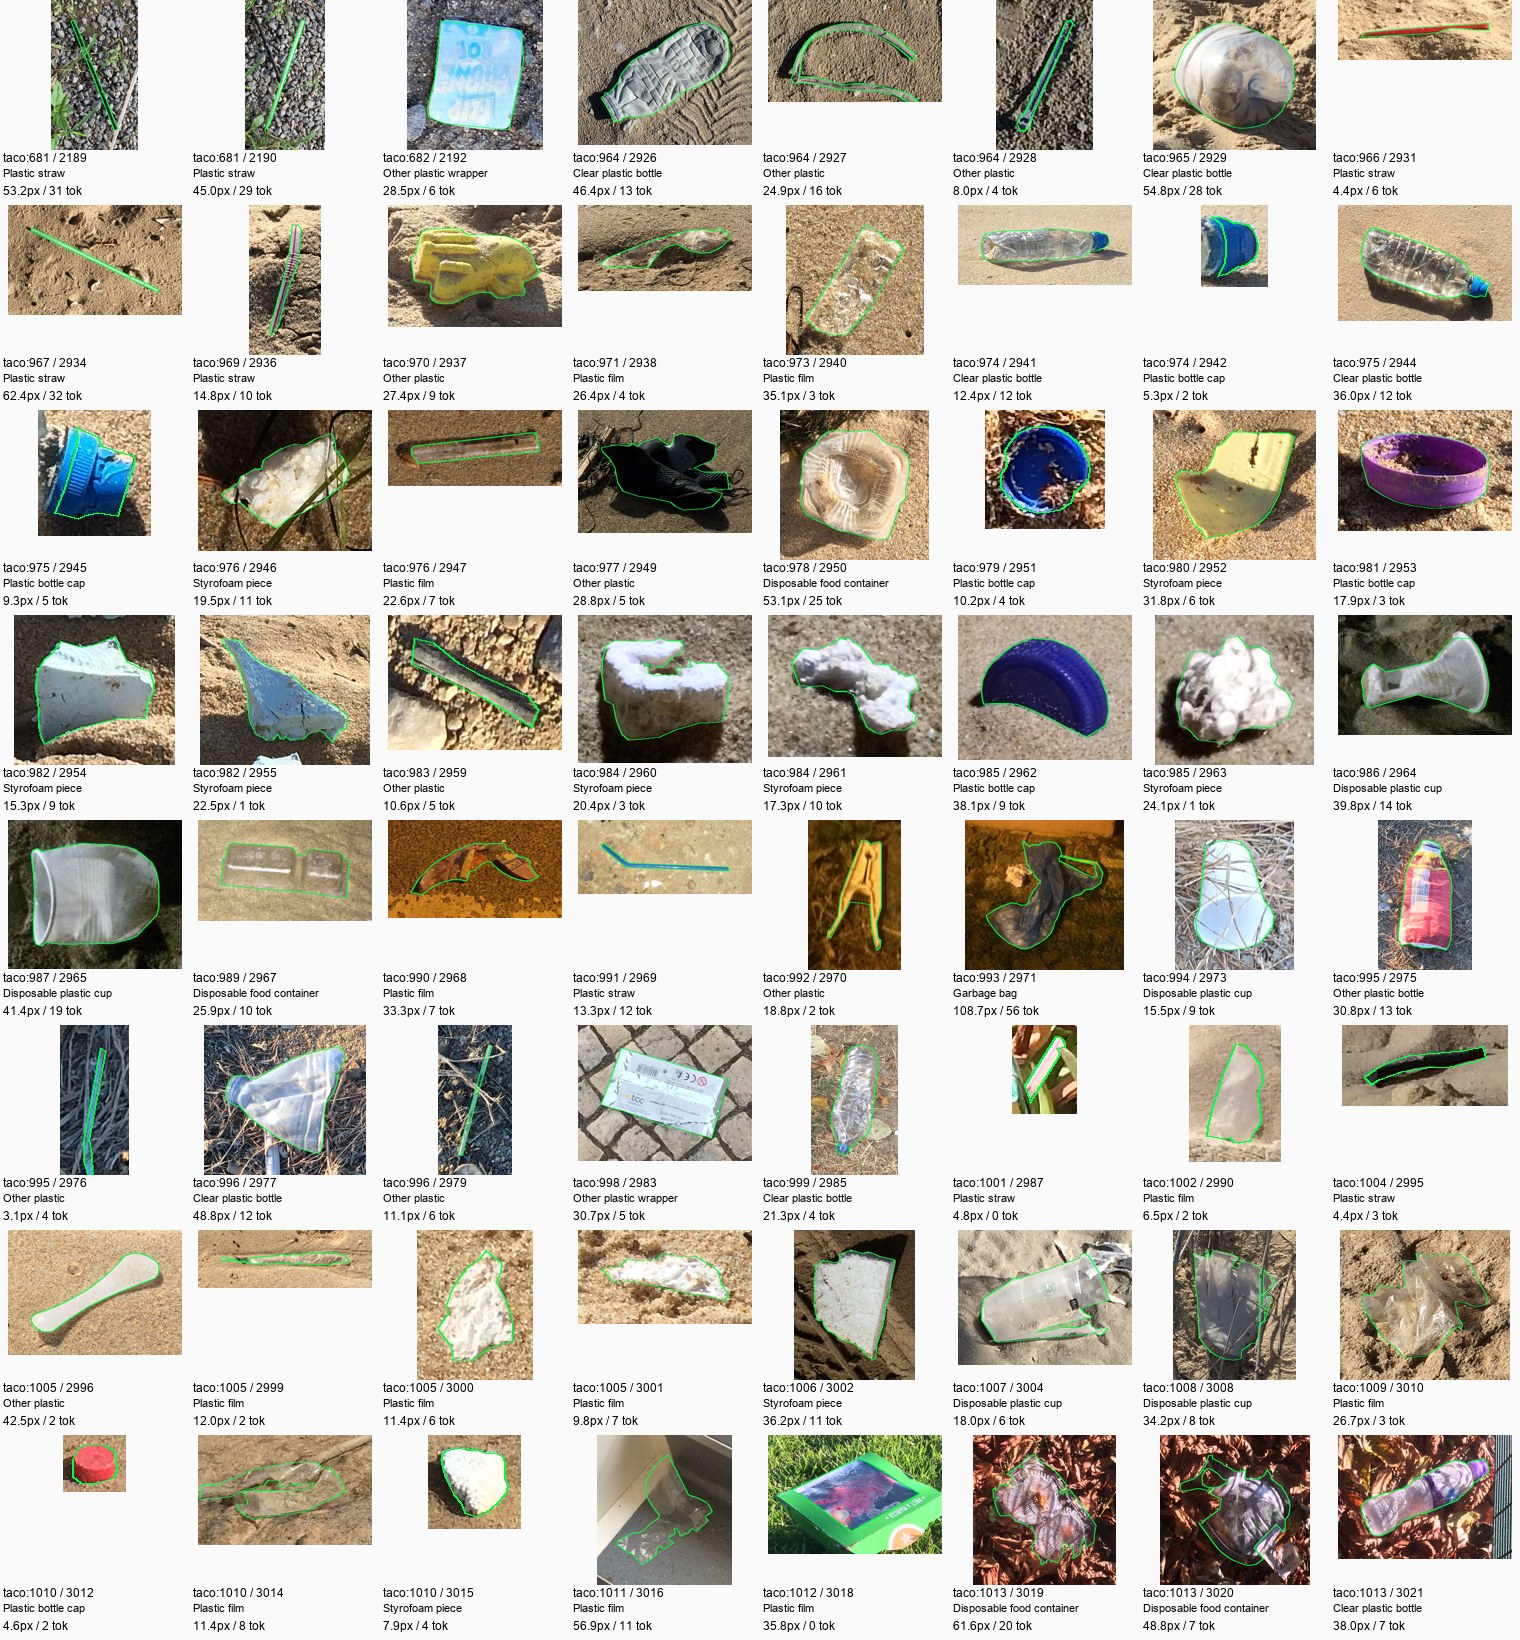 10
taco:681 / 2189
Plastic straw
53.2px / 31 tok
taco:681 / 2190
Plastic straw
45.0px / 29 tok
taco:682 / 2192
Other plastic wrapper
28.5px / 6 tok
taco:964 / 2926
Clear plastic bottle
46.4px / 13 tok
taco:964 / 2927
Other plastic
24.9px / 16 tok
taco:964 / 2928
Other plastic
8.0px / 4 tok
taco:965 / 2929
Clear plastic bottle
54.8px / 28 tok
taco:966 / 2931
Plastic straw
4.4px / 6 tok
taco:967 / 2934
Plastic straw
62.4px / 32 tok
taco:969 / 2936
Plastic straw
14.8px / 10 tok
taco:970 / 2937
Other plastic
27.4px / 9 tok
taco:971 / 2938
Plastic film
26.4px / 4 tok
taco:973 / 2940
Plastic film
35.1px / 3 tok
taco:974 / 2941
Clear plastic bottle
12.4px / 12 tok
taco:974 / 2942
Plastic bottle cap
5.3px / 2 tok
taco:975 / 2944
Clear plastic bottle
36.0px / 12 tok
taco:975 / 2945
Plastic bottle cap
9.3px / 5 tok
taco:976 / 2946
Styrofoam piece
19.5px / 11 tok
taco:976 / 2947
Plastic film
22.6px / 7 tok
taco:977 / 2949
Other plastic
28.8px / 5 tok
taco:978 / 2950
Disposable food container
53.1px / 25 tok
taco:979 / 2951
Plastic bottle cap
10.2px / 4 tok
taco:980 / 2952
Styrofoam piece
31.8px / 6 tok
taco:981 / 2953
Plastic bottle cap
17.9px / 3 tok
taco:982 / 2954
Styrofoam piece
15.3px / 9 tok
taco:982 / 2955
Styrofoam piece
22.5px / 1 tok
taco:983 / 2959
Other plastic
10.6px / 5 tok
taco:984 / 2960
Styrofoam piece
20.4px / 3 tok
taco:984 / 2961
Styrofoam piece
17.3px / 10 tok
taco:985 / 2962
Plastic bottle cap
38.1px / 9 tok
taco:985 / 2963
Styrofoam piece
24.1px / 1 tok
taco:986 / 2964
Disposable plastic cup
39.8px / 14 tok
taco:987 / 2965
Disposable plastic cup
41.4px / 19 tok
taco:989 / 2967
Disposable food container
25.9px / 10 tok
taco:990 / 2968
Plastic film
33.3px / 7 tok
taco:991 / 2969
Plastic straw
13.3px / 12 tok
taco:992 / 2970
Other plastic
18.8px / 2 tok
taco:993 / 2971
Garbage bag
108.7px / 56 tok
taco:994 / 2973
Disposable plastic cup
15.5px / 9 tok
taco:995 / 2975
Other plastic bottle
30.8px / 13 tok
taco:995 / 2976
Other plastic
3.1px / 4 tok
taco:996 / 2977
Clear plastic bottle
48.8px / 12 tok
taco:996 / 2979
Other plastic
11.1px / 6 tok
taco:998 / 2983
Other plastic wrapper
30.7px / 5 tok
taco:999 / 2985
Clear plastic bottle
21.3px / 4 tok
taco:1001 / 2987
Plastic straw
4.8px / 0 tok
taco:1002 / 2990
Plastic film
6.5px / 2 tok
taco:1004 / 2995
Plastic straw
4.4px / 3 tok
taco:1005 / 2996
Other plastic
42.5px / 2 tok
taco:1005 / 2999
Plastic film
12.0px / 2 tok
taco:1005 / 3000
Plastic film
11.4px / 6 tok
taco:1005 / 3001
Plastic film
9.8px / 7 tok
taco:1006 / 3002
Styrofoam piece
36.2px / 11 tok
taco:1007 / 3004
Disposable plastic cup
18.0px / 6 tok
taco:1008 / 3008
Disposable plastic cup
34.2px / 8 tok
taco:1009 / 3010
Plastic film
26.7px / 3 tok
taco:1010 / 3012
Plastic bottle cap
4.6px / 2 tok
taco:1010 / 3014
Plastic film
11.4px / 8 tok
taco:1010 / 3015
Styrofoam piece
7.9px / 4 tok
taco:1011 / 3016
Plastic film
56.9px / 11 tok
taco:1012 / 3018
Plastic film
35.8px / 0 tok
taco:1013 / 3019
Disposable food container
61.6px / 20 tok
taco:1013 / 3020
Disposable food container
48.8px / 7 tok
taco:1013 / 3021
Clear plastic bottle
38.0px / 7 tok